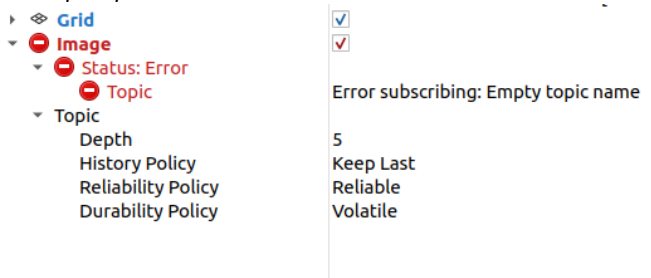 Grid
Image
Status: Error
Topic Error subscribing: Empty topic name
Topic
Depth 5
History Policy Keep Last
Reliability Policy Reliable
Durability Policy Volatile